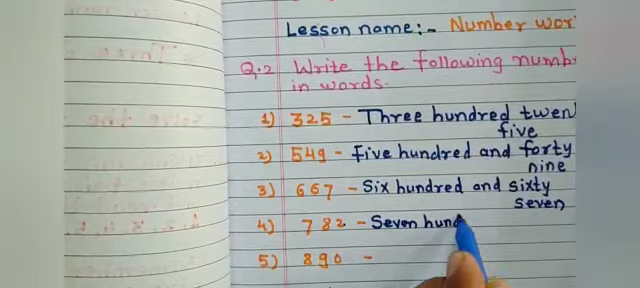 Lesson name:- Number wor
Q.2 Write the following numb
in words.
1) 325 - Three hundred twen
five
2) 549 - Five hundred and forty
nine
3) 667 - Six hundred and sixty
seven
4) 782 - Seven hund
5) 890 -